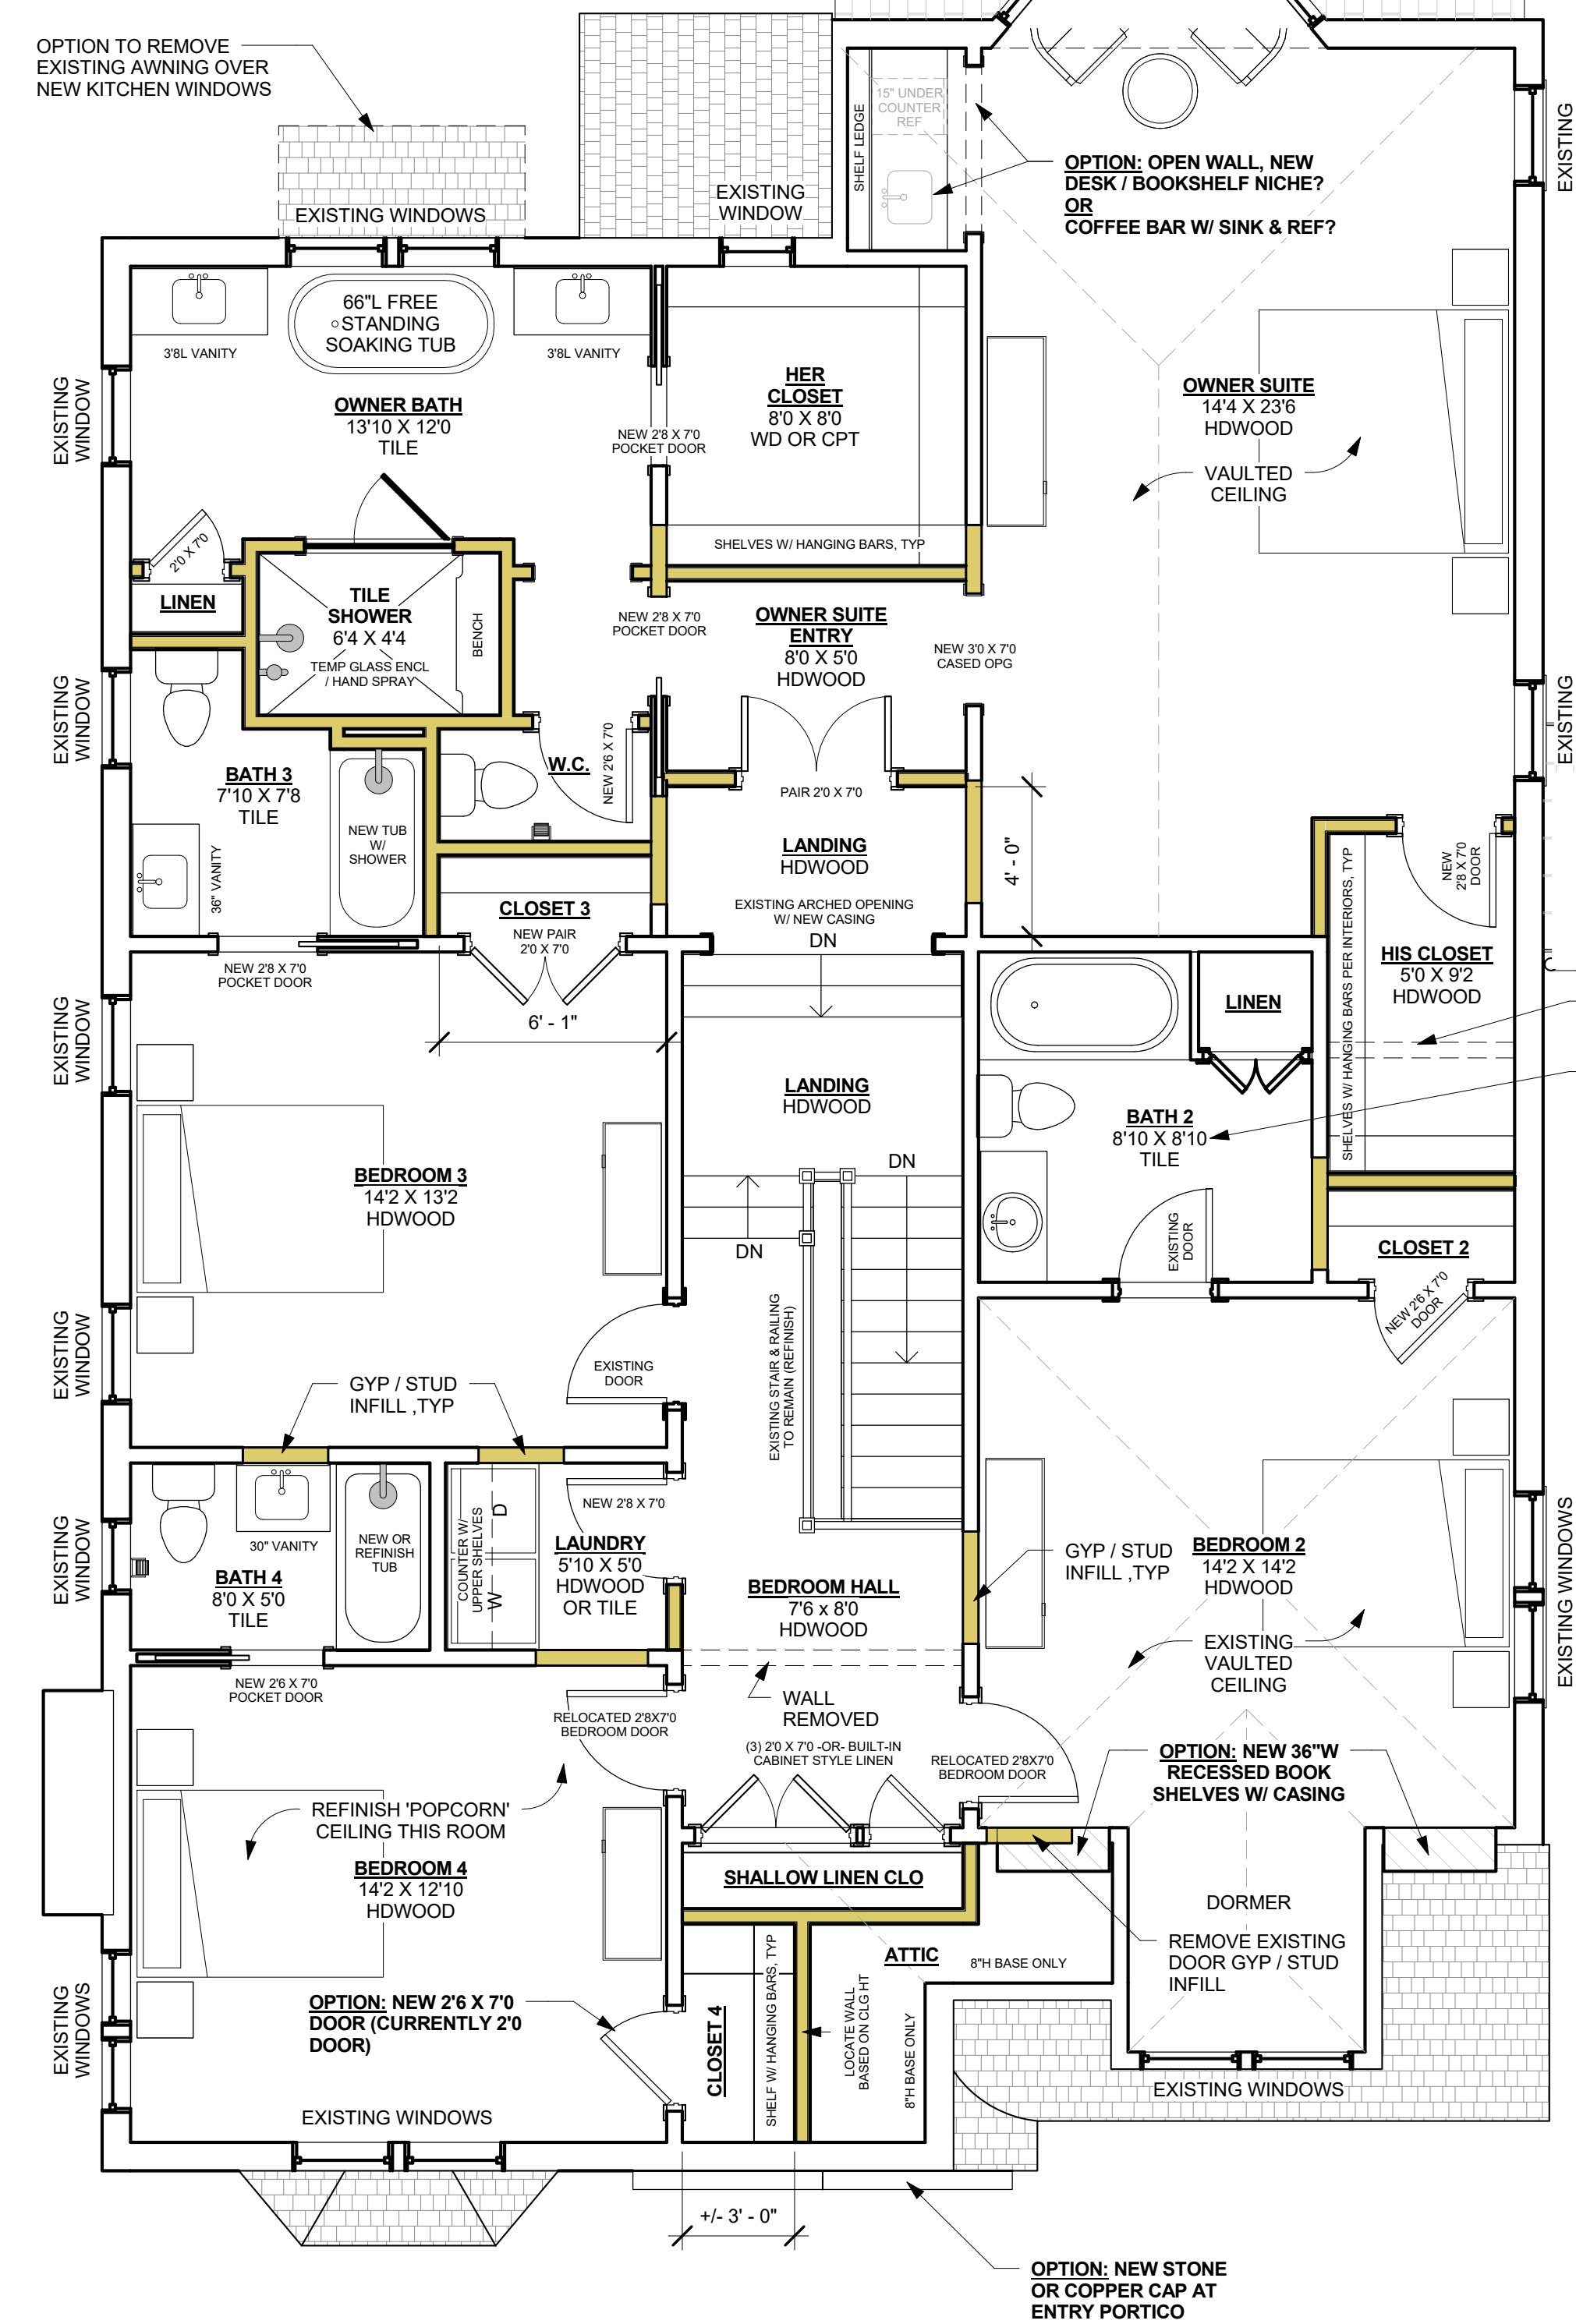 OPTION TO REMOVE
EXISTING AWNING OVER
NEW KITCHEN WINDOWS
EXISTING WINDOWS
EXISTING
WINDOW
SHELF LEDGE
15" UNDER
COUNTER
REF
OPTION: OPEN WALL, NEW
DESK / BOOKSHELF NICHE?
OR
COFFEE BAR W/ SINK & REF?
EXISTING
66"L FREE
STANDING
SOAKING TUB
3'8L VANITY
3'8L VANITY
EXISTING
WINDOW
OWNER BATH
13'10 X 12'0
TILE
NEW 2'8 X 7'0
POCKET DOOR
HER
CLOSET
8'0 X 8'0
WD OR CPT
SHELVES W/ HANGING BARS, TYP
OWNER SUITE
14'4 X 23'6
HDWOOD
VAULTED
CEILING
2'0 X 7'0
LINEN
TILE
SHOWER
6'4 X 4'4
TEMP GLASS ENCL
/ HAND SPRAY
BENCH
NEW 2'8 X 7'0
POCKET DOOR
OWNER SUITE
ENTRY
8'0 X 5'0
HDWOOD
NEW 3'0 X 7'0
CASED OPG
EXISTING
WINDOW
EXISTING
BATH 3
7'10 X 7'8
TILE
36" VANITY
NEW TUB
W/
SHOWER
W.C.
NEW 2'6 X 7'0
PAIR 2'0 X 7'0
LANDING
HDWOOD
EXISTING ARCHED OPENING
W/ NEW CASING
DN
4' - 0"
NEW
2'8 X 7'0
DOOR
CLOSET 3
NEW PAIR
2'0 X 7'0
NEW 2'8 X 7'0
POCKET DOOR
6' - 1"
HIS CLOSET
5'0 X 9'2
HDWOOD
SHELVES W/ HANGING BARS PER INTERIORS, TYP
LINEN
EXISTING
WINDOW
LANDING
HDWOOD
BATH 2
8'10 X 8'10
TILE
EXISTING
DOOR
BEDROOM 3
14'2 X 13'2
HDWOOD
DN
DN
CLOSET 2
NEW 2'6 X 7'0
DOOR
EXISTING STAIR & RAILING
TO REMAIN (REFINISH)
EXISTING
WINDOW
EXISTING
DOOR
GYP / STUD
INFILL ,TYP
EXISTING
WINDOW
30" VANITY
NEW OR
REFINISH
TUB
BATH 4
8'0 X 5'0
TILE
COUNTER W/
UPPER SHELVES
D
W
NEW 2'8 X 7'0
LAUNDRY
5'10 X 5'0
HDWOOD
OR TILE
BEDROOM HALL
7'6 x 8'0
HDWOOD
GYP / STUD
INFILL ,TYP
BEDROOM 2
14'2 X 14'2
HDWOOD
EXISTING
VAULTED
CEILING
EXISTING WINDOWS
NEW 2'6 X 7'0
POCKET DOOR
RELOCATED 2'8X7'0
BEDROOM DOOR
WALL
REMOVED
(3) 2'0 X 7'0 -OR- BUILT-IN
CABINET STYLE LINEN
RELOCATED 2'8X7'0
BEDROOM DOOR
OPTION: NEW 36"W
RECESSED BOOK
SHELVES W/ CASING
REFINISH 'POPCORN'
CEILING THIS ROOM
BEDROOM 4
14'2 X 12'10
HDWOOD
SHALLOW LINEN CLO
DORMER
REMOVE EXISTING
DOOR GYP / STUD
INFILL
ATTIC
8"H BASE ONLY
8"H BASE ONLY
LOCATE WALL
BASED ON CLG HT
SHELF W/ HANGING BARS, TYP
CLOSET 4
OPTION: NEW 2'6 X 7'0
DOOR (CURRENTLY 2'0
DOOR)
EXISTING
WINDOWS
EXISTING WINDOWS
EXISTING WINDOWS
+/- 3' - 0"
OPTION: NEW STONE
OR COPPER CAP AT
ENTRY PORTICO